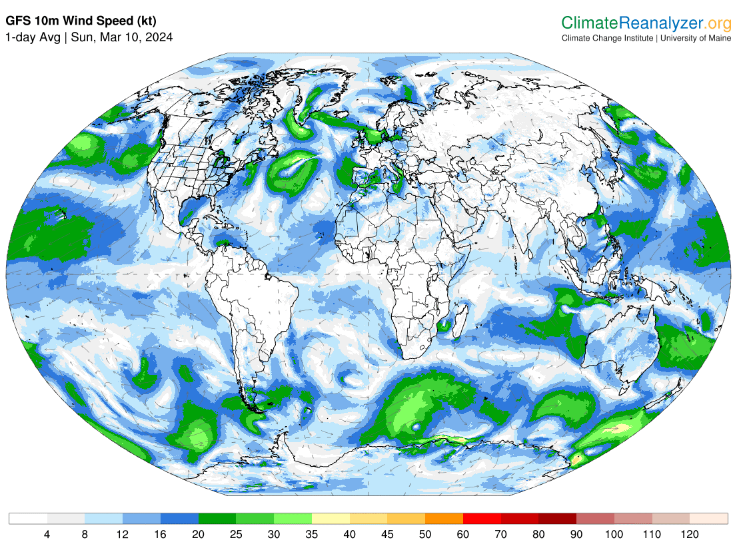 GFS 10m Wind Speed (kt)
1-day Avg | Sun, Mar 10, 2024
ClimateReanalyzer.org
Climate Change Institute | University of Maine
4 8 12 16 20 25 30 35 40 45 50 55 60 70 80 90 100 110 120